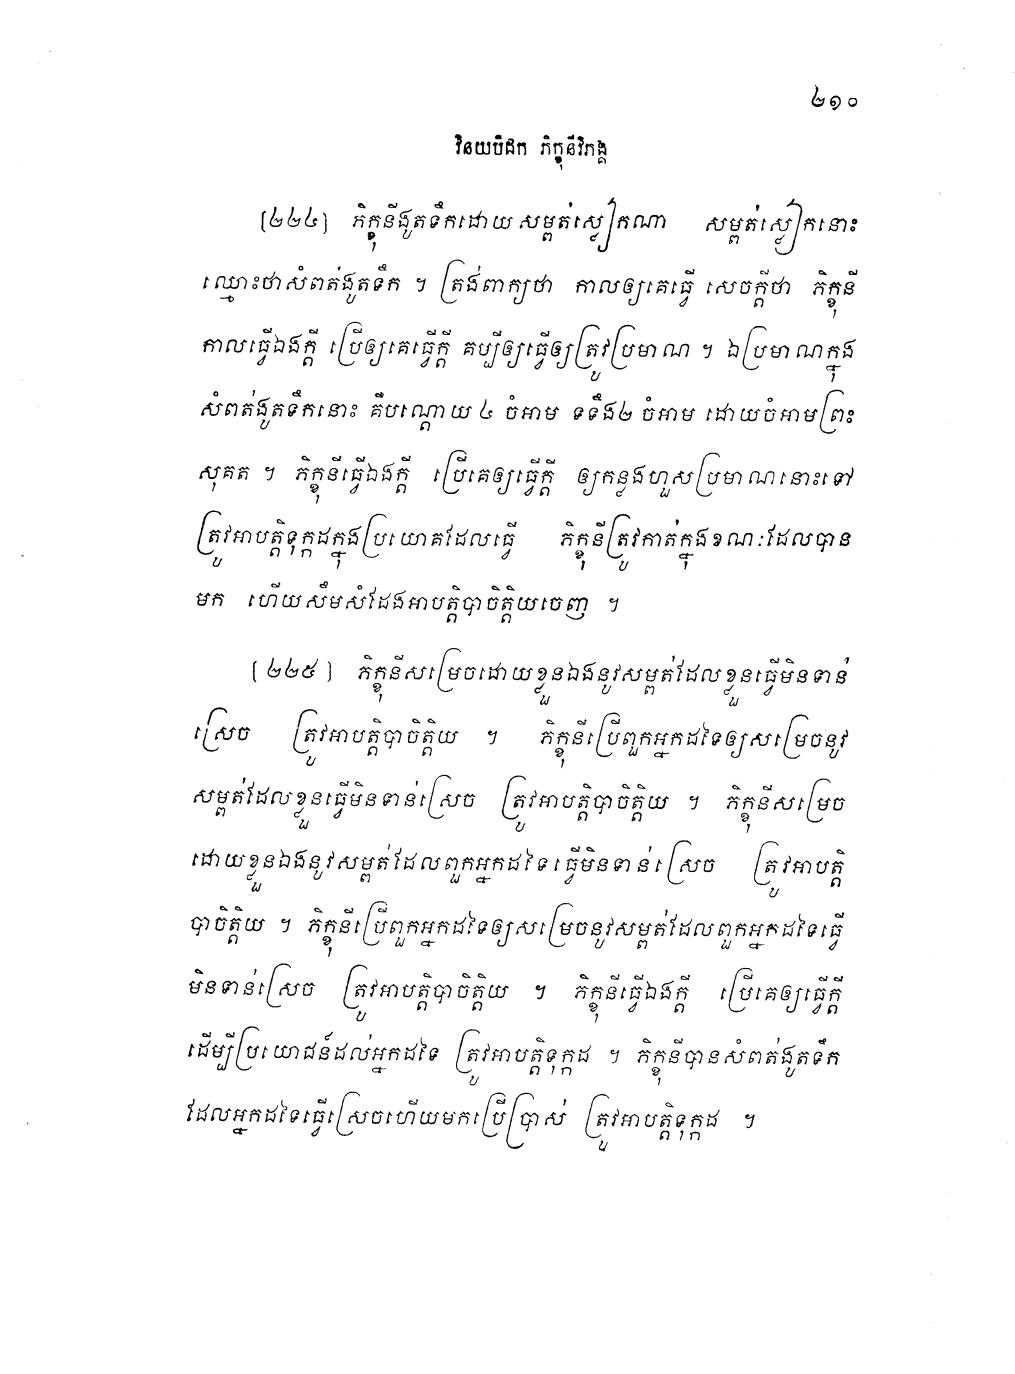 ២១០
វិនយបិដក ភិក្ខុនីវិភង្គ
[២២៤] ភិក្ខុនីងូតទឹកដោយសម្ពត់ស្លៀកណា សម្ពត់ស្លៀកនោះ
ឈ្មោះថាសំពត់ងូតទឹក ។ ត្រង់ពាក្យថា កាលឲ្យគេធ្វើ សេចក្តីថា ភិក្ខុនី
កាលធ្វើឯងក្តី ប្រើឲ្យគេធ្វើក្តី គប្បីឲ្យធ្វើឲ្យត្រូវប្រមាណ ។ ឯប្រមាណក្នុង
សំពត់ងូតទឹកនោះ គឺបណ្តោយ ៤ ចំអាម ទទឹង២ ចំអាម ដោយចំអាមព្រះ
សុគត ។ ភិក្ខុនីធ្វើឯងក្តី ប្រើគេឲ្យធ្វើក្តី ឲ្យកន្លងហួសប្រមាណនោះទៅ
ត្រូវអាបត្តិទុក្កដក្នុងប្រយោគដែលធ្វើ ភិក្ខុនីត្រូវកាត់ក្នុងខណៈដែលបាន
មក ហើយសឹមសំដែងអាបត្តិបាចិត្តិយចេញ ។
[២២៥] ភិក្ខុនីសម្រេចដោយខ្លួនឯងនូវសម្ពត់ដែលខ្លួនធ្វើមិនទាន់
ស្រេច ត្រូវអាបត្តិបាចិត្តិយ ។ ភិក្ខុនីប្រើពួកអ្នកដទៃឲ្យសម្រេចនូវ
សម្ពត់ដែលខ្លួនធ្វើមិនទាន់ស្រេច ត្រូវអាបត្តិបាចិត្តិយ ។ ភិក្ខុនីសម្រេច
ដោយខ្លួនឯងនូវសម្ពត់ដែលពួកអ្នកដទៃធ្វើមិនទាន់ស្រេច ត្រូវអាបត្តិ
បាចិត្តិយ ។ ភិក្ខុនីប្រើពួកអ្នកដទៃឲ្យសម្រេចនូវសម្ពត់ដែលពួកអ្នកដទៃធ្វើ
មិនទាន់ស្រេច ត្រូវអាបត្តិបាចិត្តិយ ។ ភិក្ខុនីធ្វើឯងក្តី ប្រើគេឲ្យធ្វើក្តី
ដើម្បីប្រយោជន៍ដល់អ្នកដទៃ ត្រូវអាបត្តិទុក្កដ ។ ភិក្ខុនីបានសំពត់ងូតទឹក
ដែលអ្នកដទៃធ្វើស្រេចហើយមកប្រើប្រាស់ ត្រូវអាបត្តិទុក្កដ ។